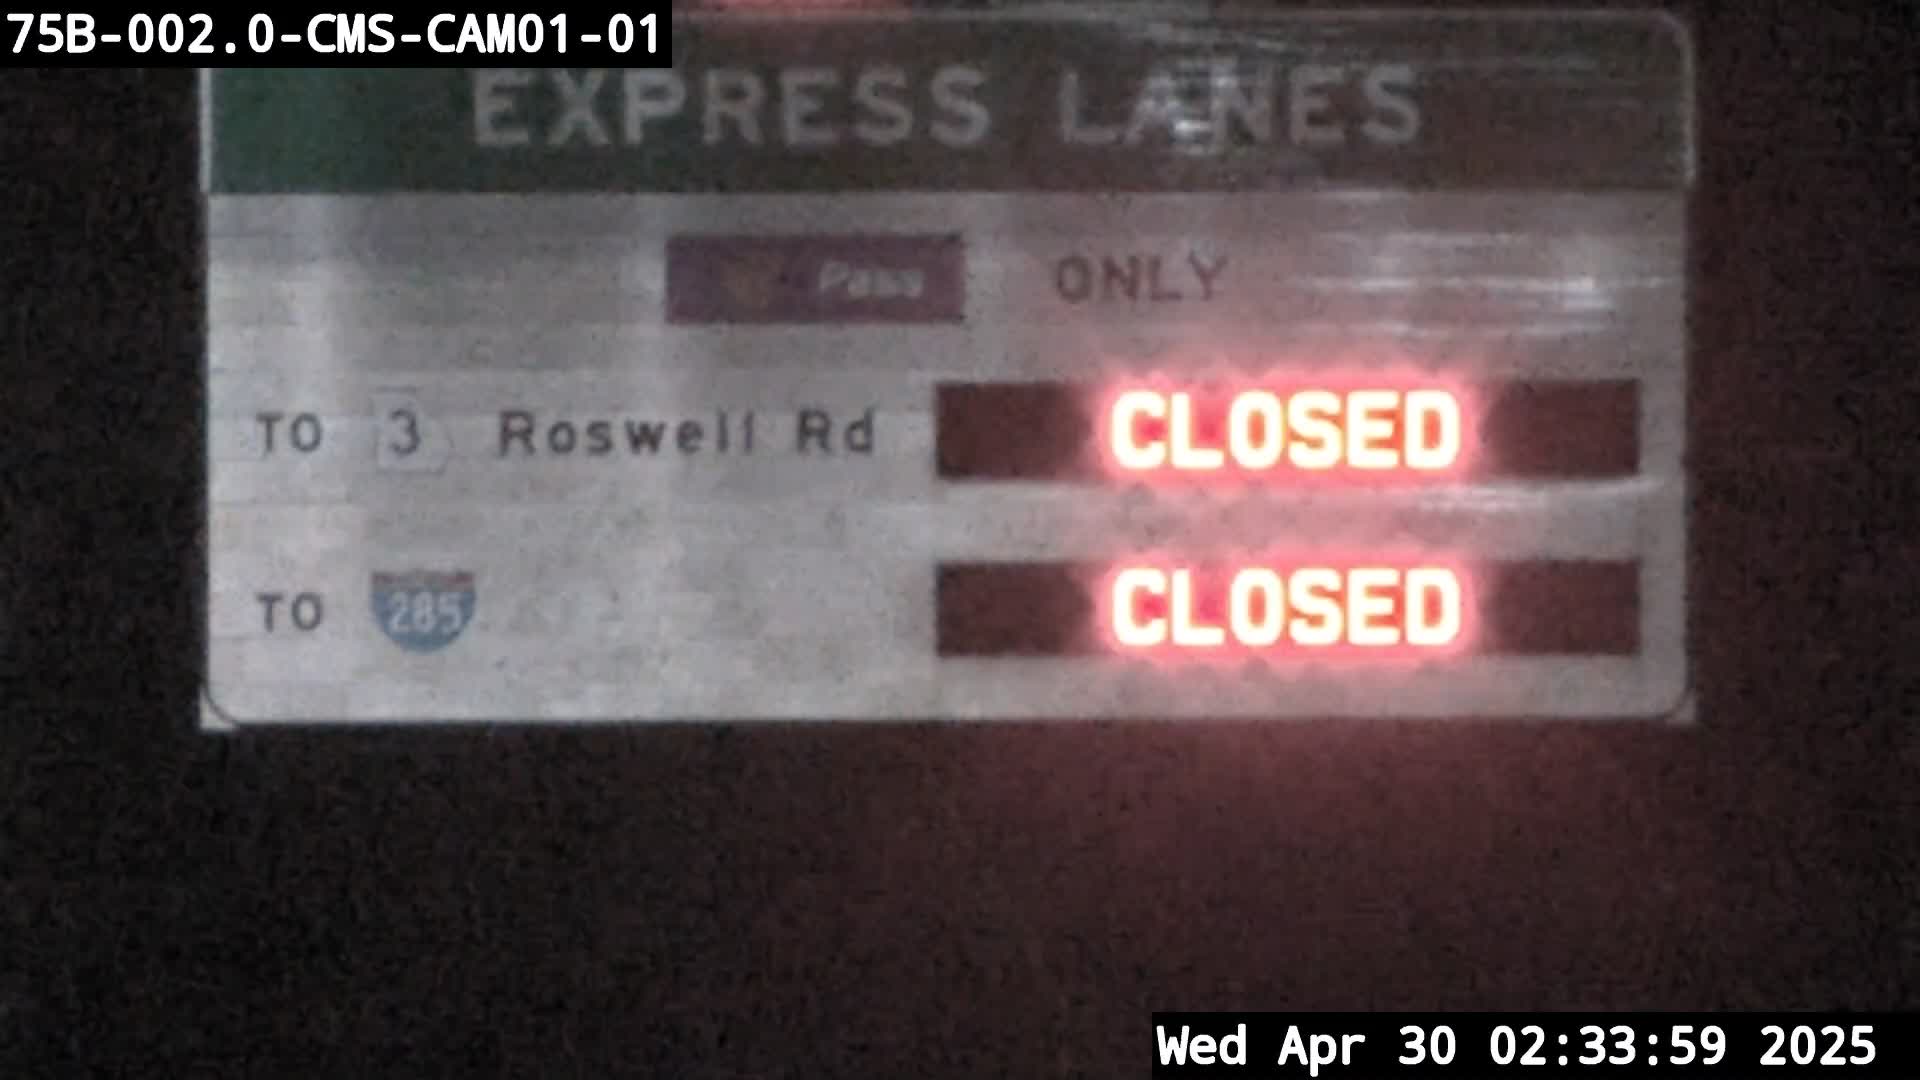 75B-002.0-CMS-CAM01-01
EXPRESS LANES
Pass ONLY
TO 3 Roswell Rd CLOSED
TO 285 CLOSED
Wed Apr 30 02:33:59 2025